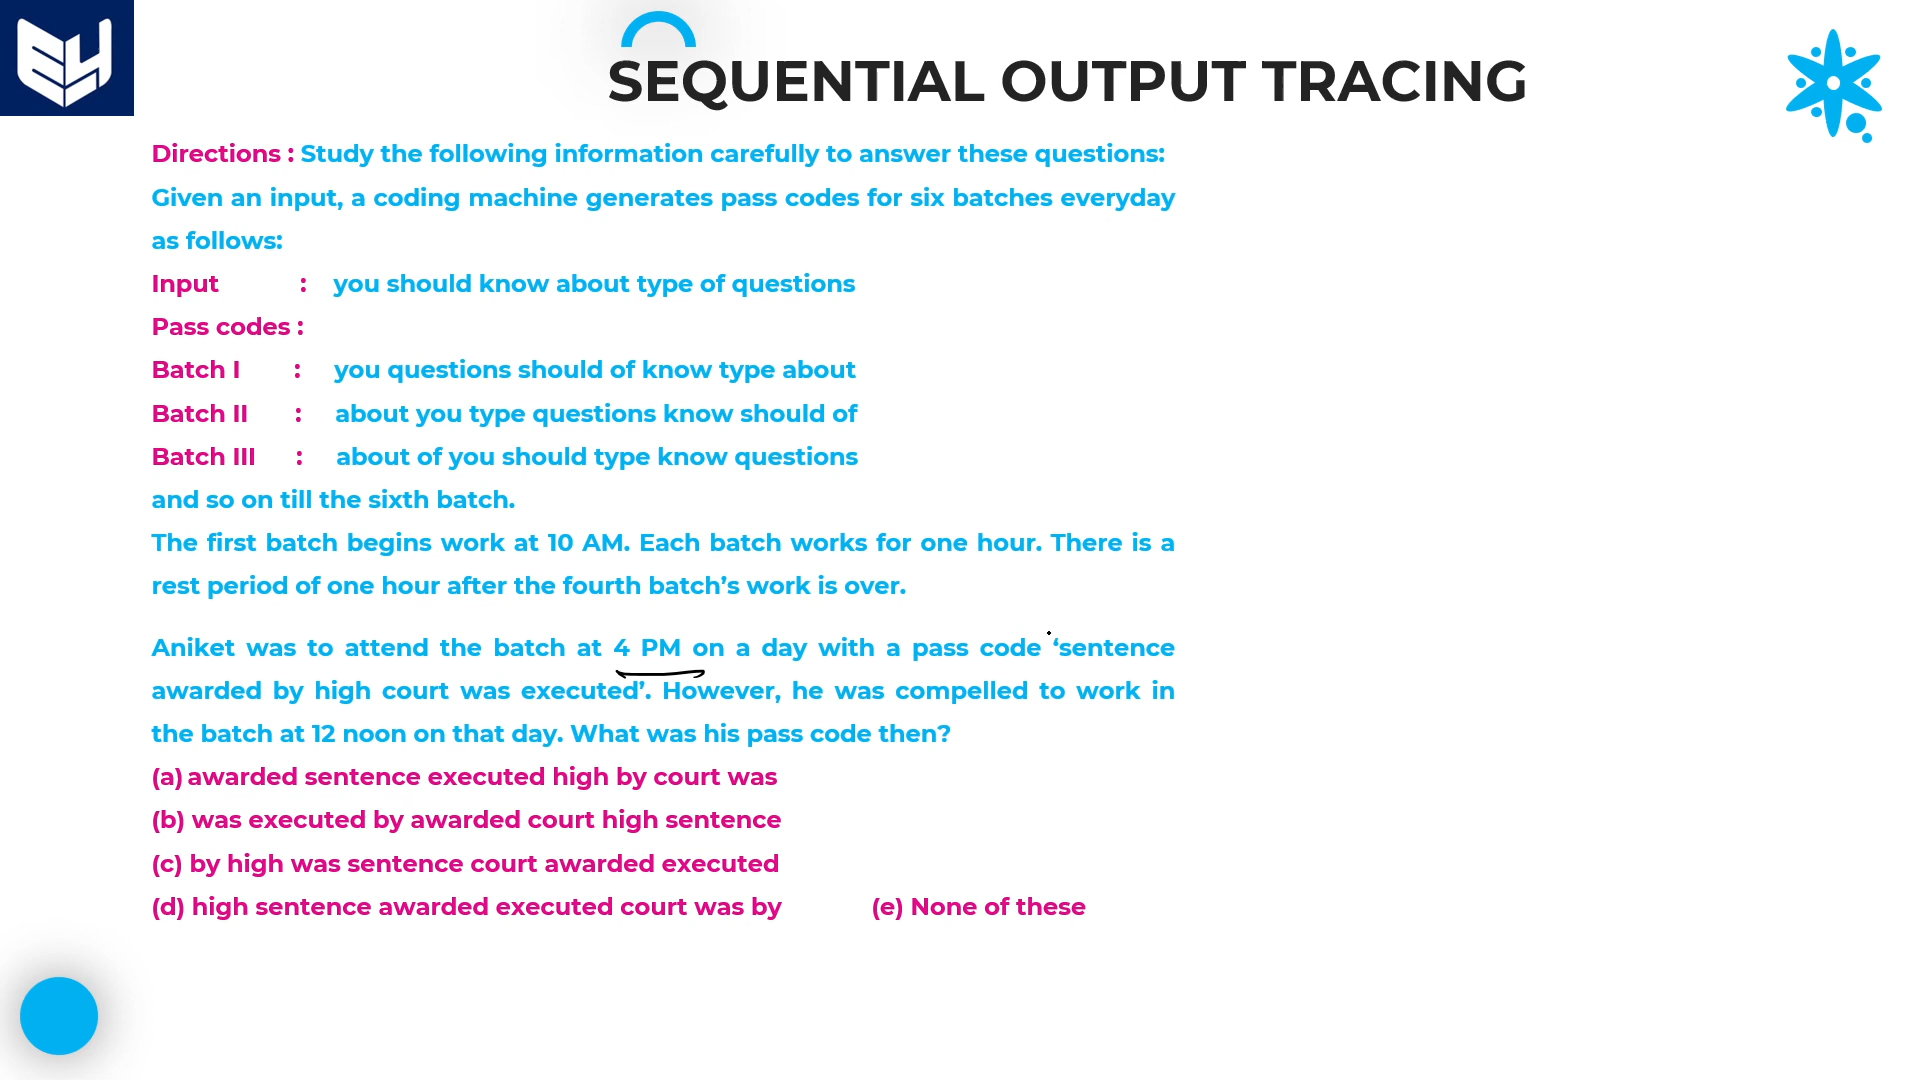 SEQUENTIAL OUTPUT TRACING
Directions : Study the following information carefully to answer these questions:
Given an input, a coding machine generates pass codes for six batches everyday
as follows:
Input : you should know about type of questions
Pass codes :
Batch I : you questions should of know type about
Batch II : about you type questions know should of
Batch III : about of you should type know questions
and so on till the sixth batch.
The first batch begins work at 10 AM. Each batch works for one hour. There is a
rest period of one hour after the fourth batch’s work is over.
Aniket was to attend the batch at 4 PM on a day with a pass code ‘sentence
awarded by high court was executed’. However, he was compelled to work in
the batch at 12 noon on that day. What was his pass code then?
(a) awarded sentence executed high by court was
(b) was executed by awarded court high sentence
(c) by high was sentence court awarded executed
(d) high sentence awarded executed court was by (e) None of these